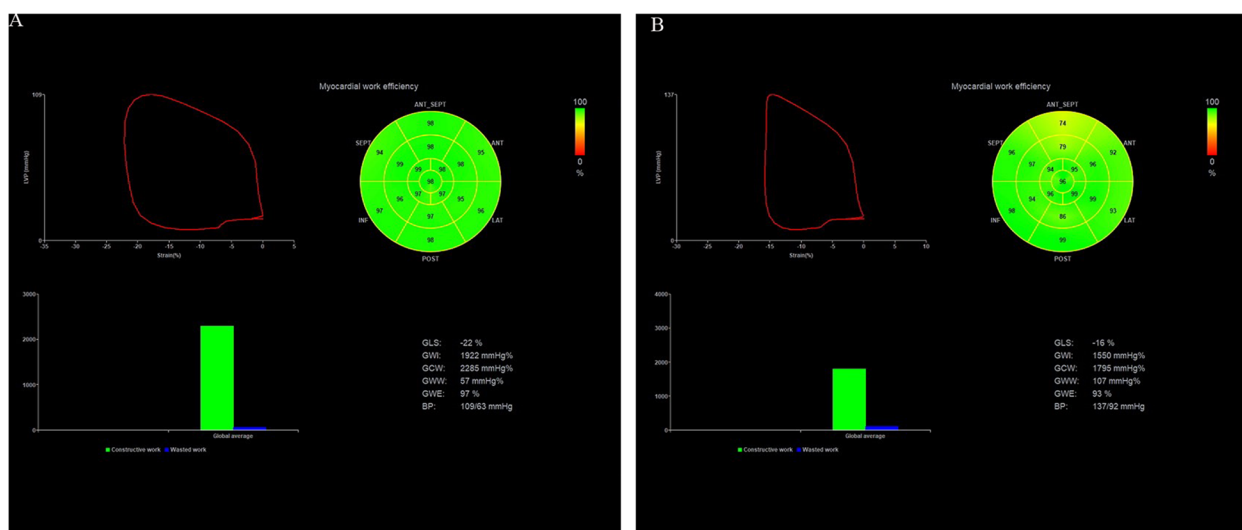 A
Myocardial work efficiency
109
LVP (mmHg)
0
-35 -30 -25 -20 -15 -10 -5 0 5
Strain(%)
ANT_SEPT
SEPT
ANT
INF
LAT
POST
98
94 98 95
99 99 98 98
98
96 97 97 95
97 97 96
98
100
0
%
3000
2000
1000
0
Global average
Constructive work Wasted work
GLS: -22 %
GWI: 1922 mmHg%
GCW: 2285 mmHg%
GWW: 57 mmHg%
GWE: 97 %
BP: 109/63 mmHg
B
Myocardial work efficiency
137
LVP (mmHg)
0
-30 -25 -20 -15 -10 -5 0 5 10
Strain(%)
ANT_SEPT
SEPT
ANT
INF
LAT
POST
74
96 79 92
97 94 95 96
96
94 96 99 99
98 86 93
99
100
0
%
4000
3000
2000
1000
0
Global average
Constructive work Wasted work
GLS: -16 %
GWI: 1550 mmHg%
GCW: 1795 mmHg%
GWW: 107 mmHg%
GWE: 93 %
BP: 137/92 mmHg